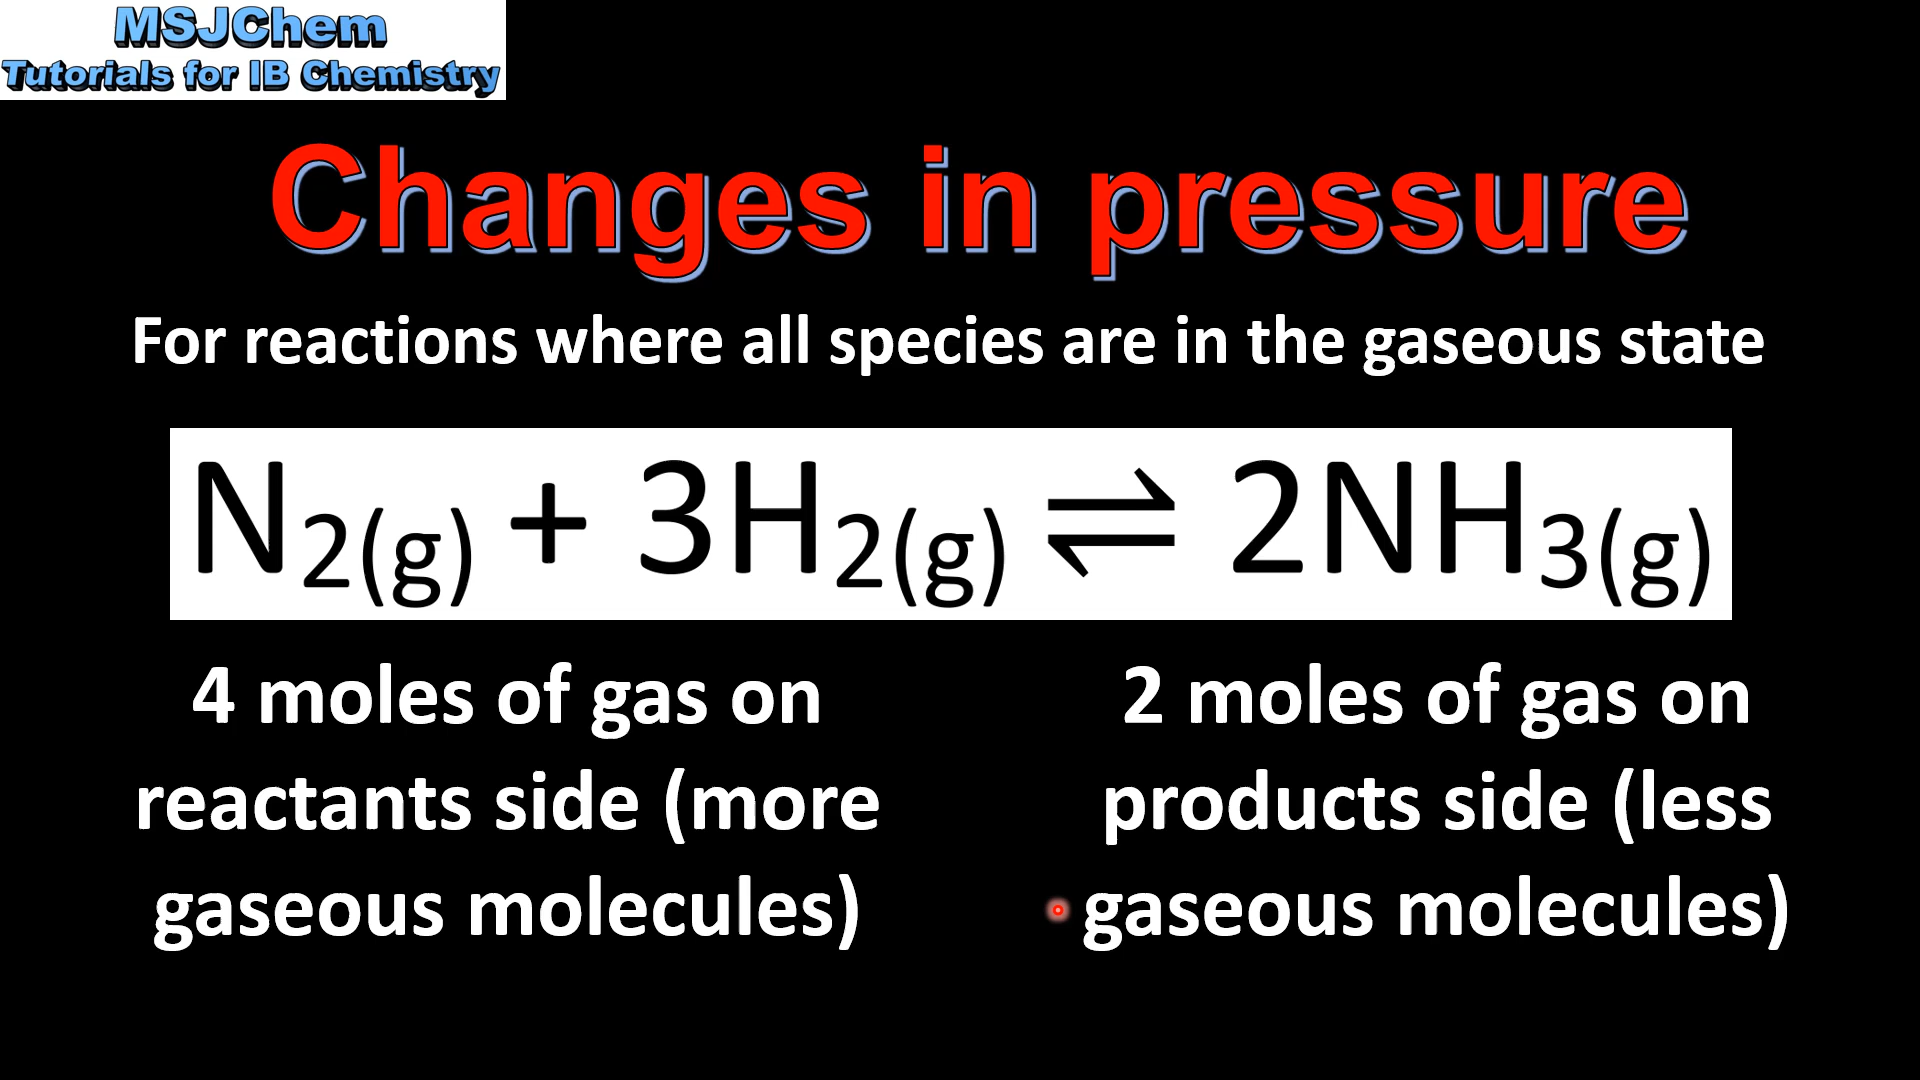 MSJChem
Tutorials for IB Chemistry
Changes in pressure
For reactions where all species are in the gaseous state
N₂(g) + 3H₂(g) ⇌ 2NH₃(g)
4 moles of gas on
reactants side (more
gaseous molecules)
2 moles of gas on
products side (less
gaseous molecules)